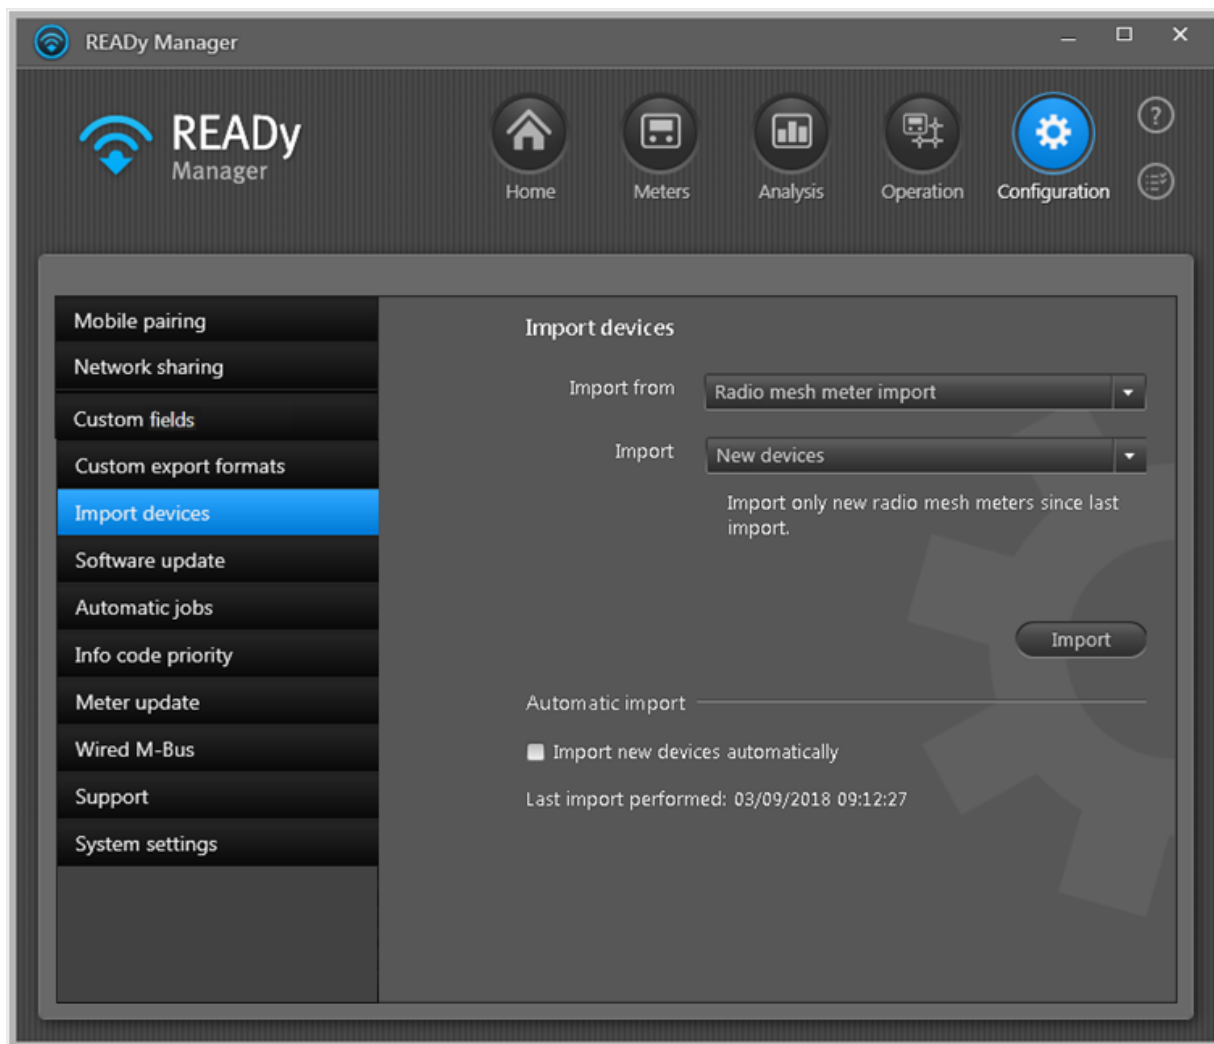 READy Manager
READy
Manager
Home
Meters
Analysis
Operation
Configuration
?
Mobile pairing
Network sharing
Custom fields
Custom export formats
Import devices
Software update
Automatic jobs
Info code priority
Meter update
Wired M-Bus
Support
System settings
Import devices
Import from
Radio mesh meter import
Import
New devices
Import only new radio mesh meters since last
import.
Import
Automatic import
Import new devices automatically
Last import performed: 03/09/2018 09:12:27